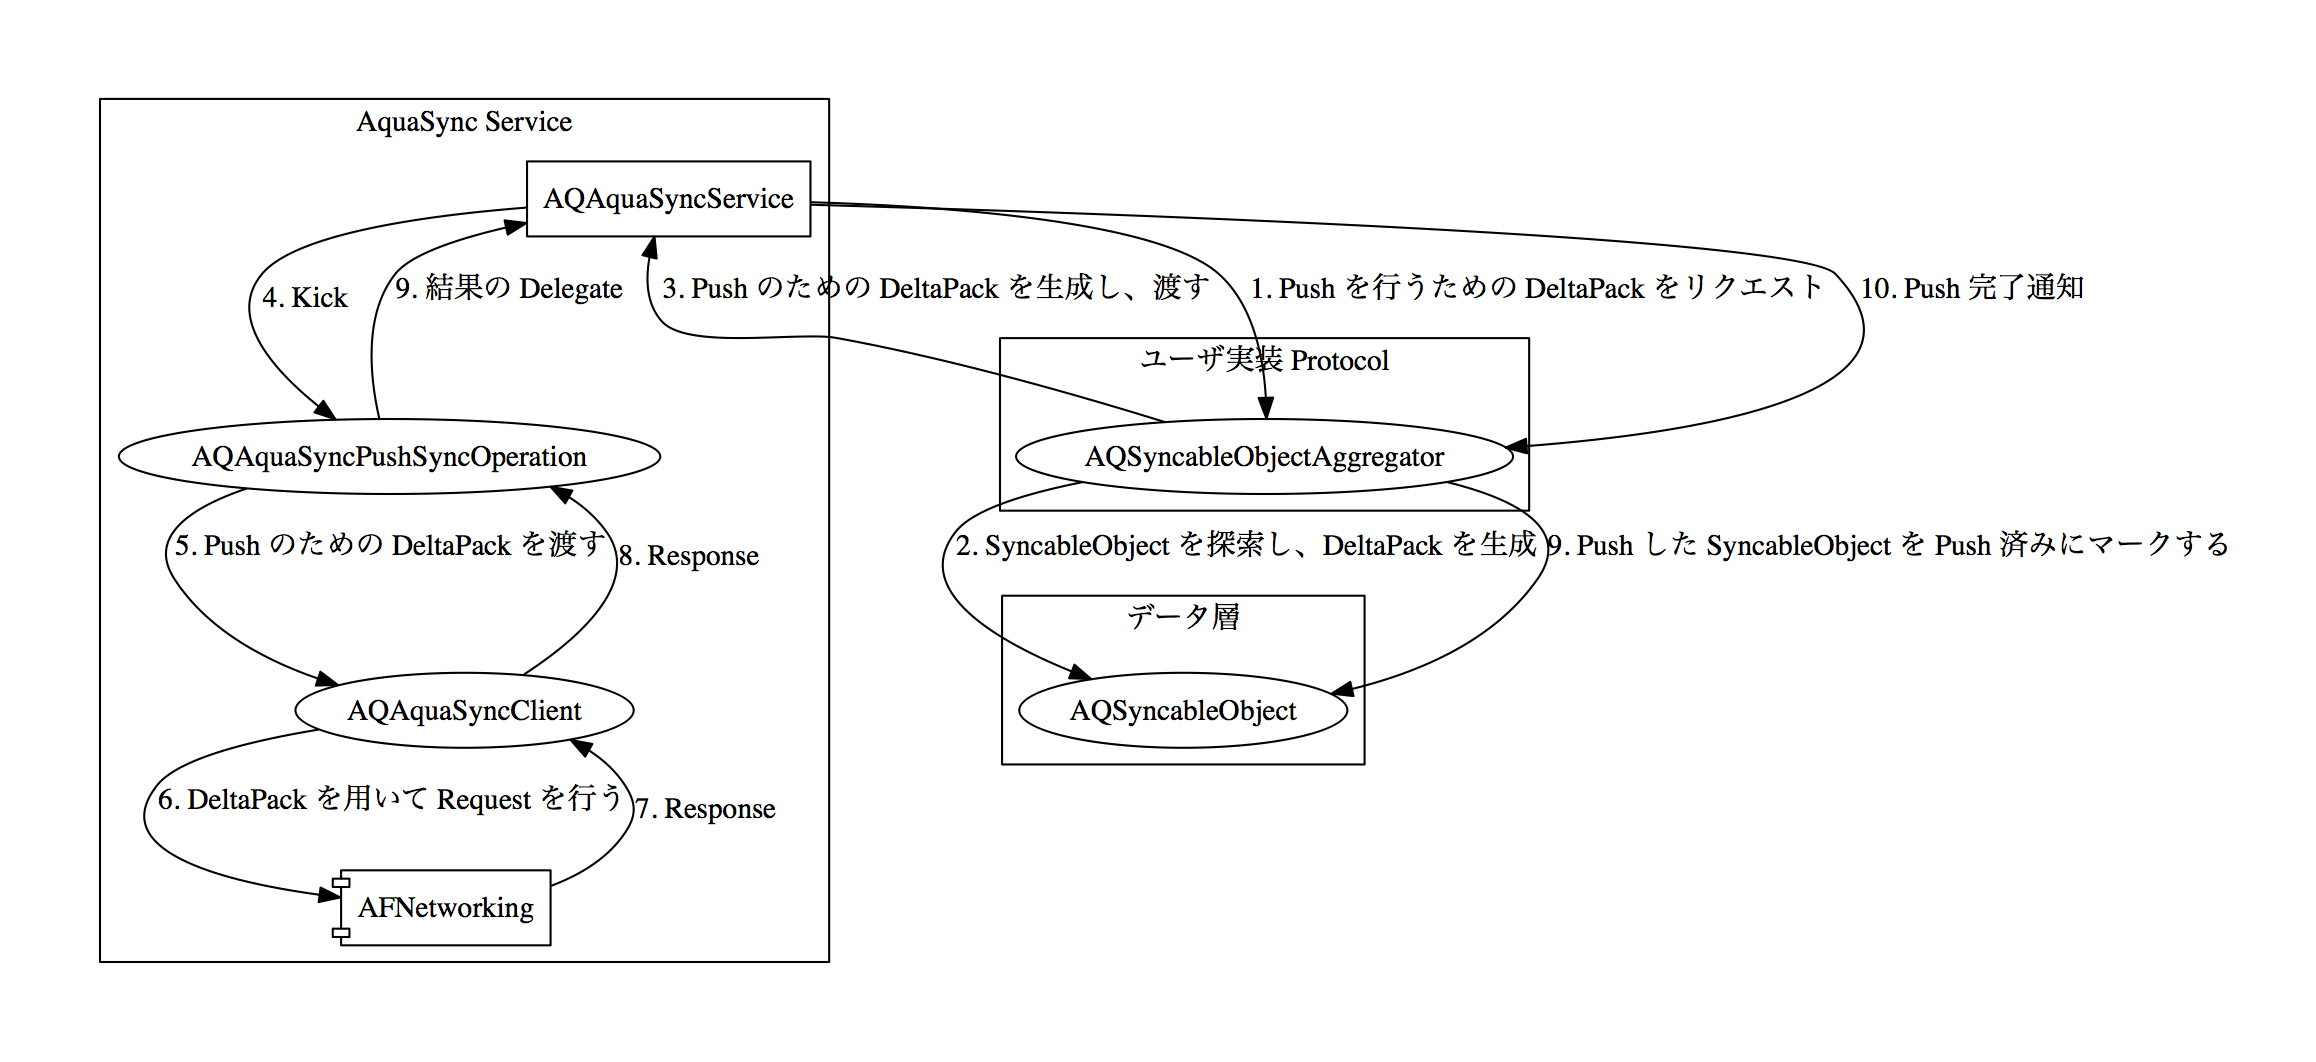 AquaSync Service
AQAquaSyncService
4. Kick
9. 結果の Delegate
3. Push のための DeltaPack を生成し、渡す
1. Push を行うための DeltaPack をリクエスト
10. Push 完了通知
ユーザ実装 Protocol
AQAquaSyncPushSyncOperation
AQSyncableObjectAggregator
5. Push のための DeltaPack を渡す
8. Response
2. SyncableObject を探索し、DeltaPack を生成
9. Push した SyncableObject を Push 済みにマークする
データ層
AQAquaSyncClient
AQSyncableObject
6. DeltaPack を用いて Request を行う
7. Response
AFNetworking